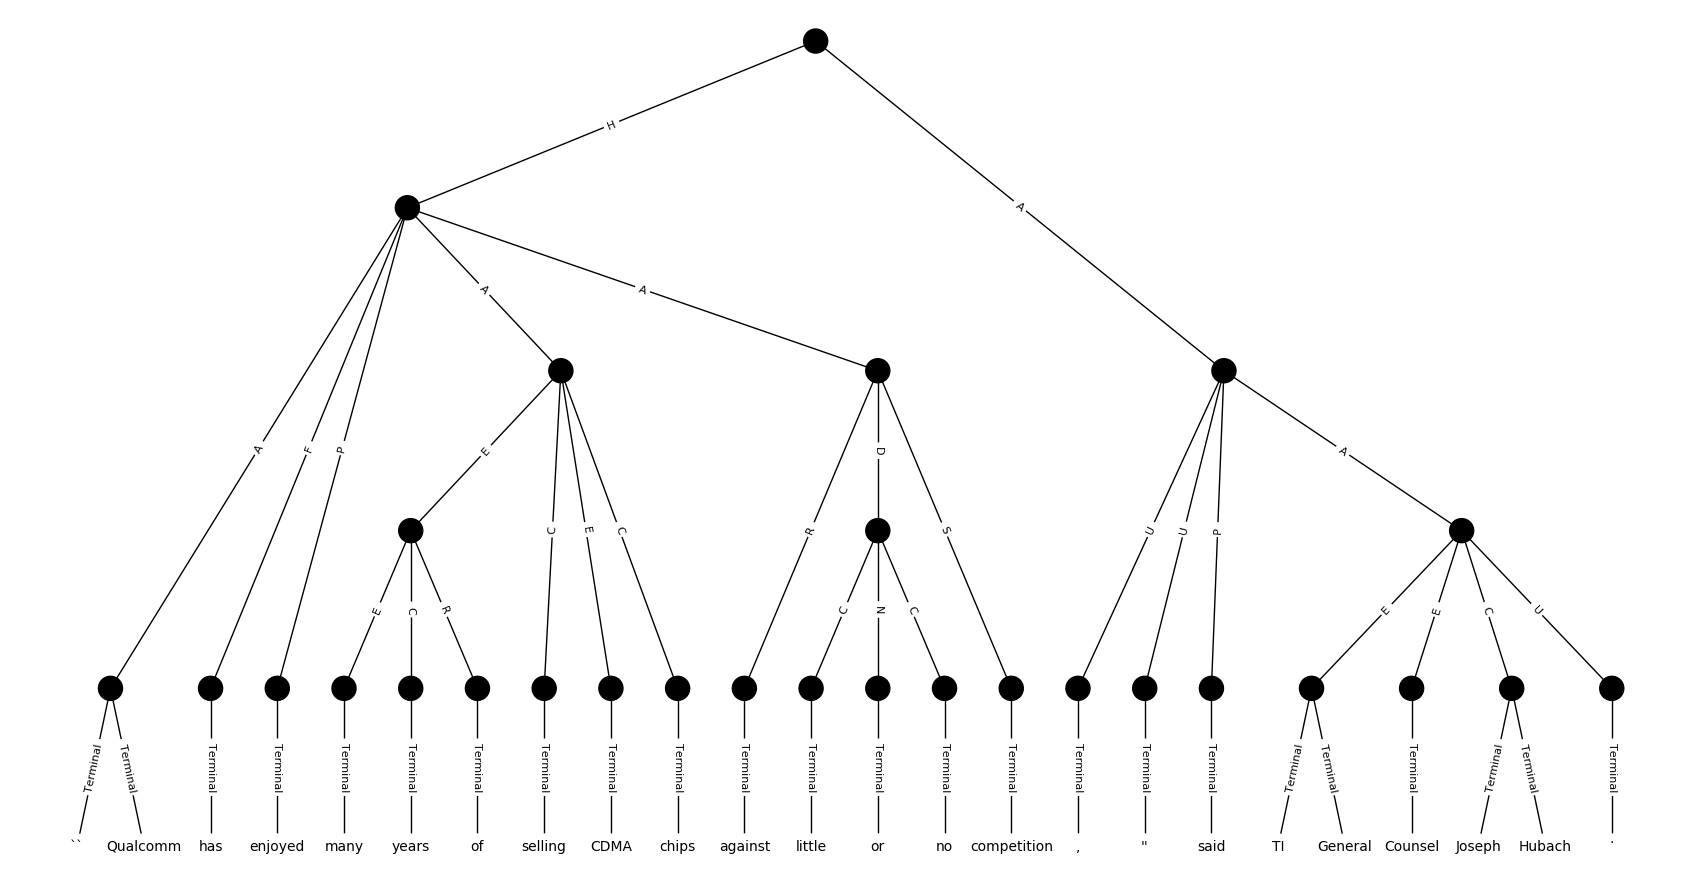 H
A
A
A
A
F
P
E
D
A
C
E
C
R
S
U
U
P
E
C
R
C
N
C
E
E
C
U
Terminal Terminal Terminal Terminal Terminal Terminal Terminal Terminal Terminal Terminal Terminal Terminal Terminal Terminal Terminal Terminal Terminal Terminal Terminal Terminal Terminal Terminal Terminal Terminal
`` Qualcomm has enjoyed many years of selling CDMA chips against little or no competition , " said TI General Counsel Joseph Hubach .